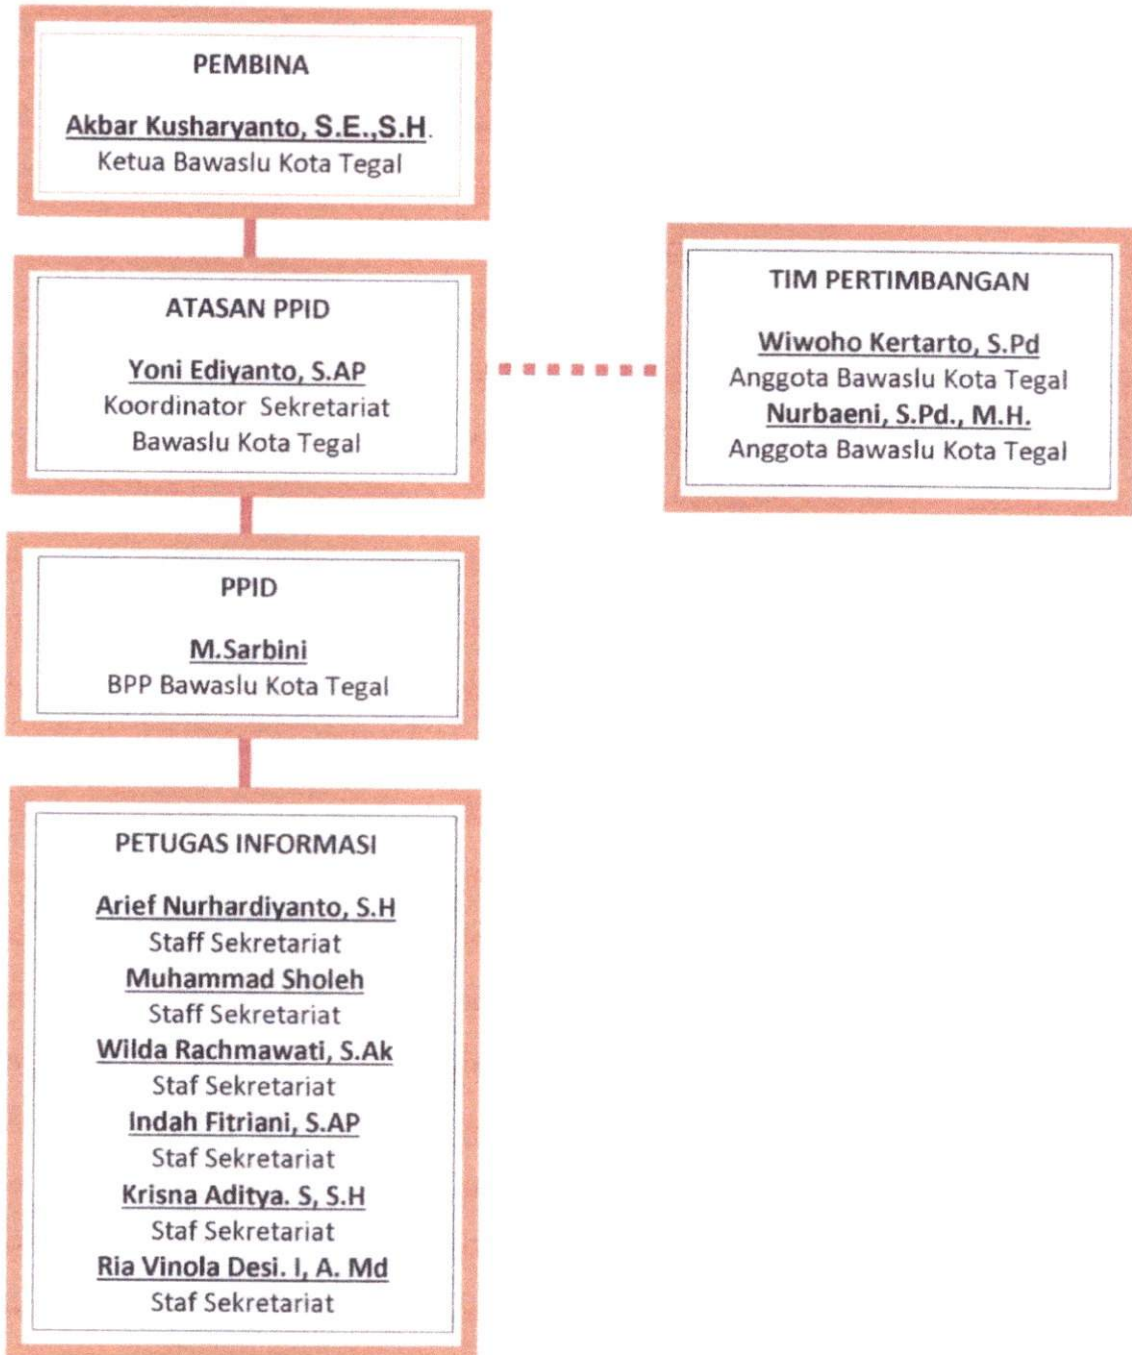 PEMBINA
Akbar Kusharyanto, S.E.,S.H.
Ketua Bawaslu Kota Tegal
ATASAN PPID
Yoni Ediyanto, S.AP
Koordinator Sekretariat
Bawaslu Kota Tegal
TIM PERTIMBANGAN
Wiwoho Kertarto, S.Pd
Anggota Bawaslu Kota Tegal
Nurbaeni, S.Pd., M.H.
Anggota Bawaslu Kota Tegal
PPID
M.Sarbini
BPP Bawaslu Kota Tegal
PETUGAS INFORMASI
Arief Nurhardiyanto, S.H
Staff Sekretariat
Muhammad Sholeh
Staff Sekretariat
Wilda Rachmawati, S.Ak
Staf Sekretariat
Indah Fitriani, S.AP
Staf Sekretariat
Krisna Aditya. S, S.H
Staf Sekretariat
Ria Vinola Desi. I, A. Md
Staf Sekretariat